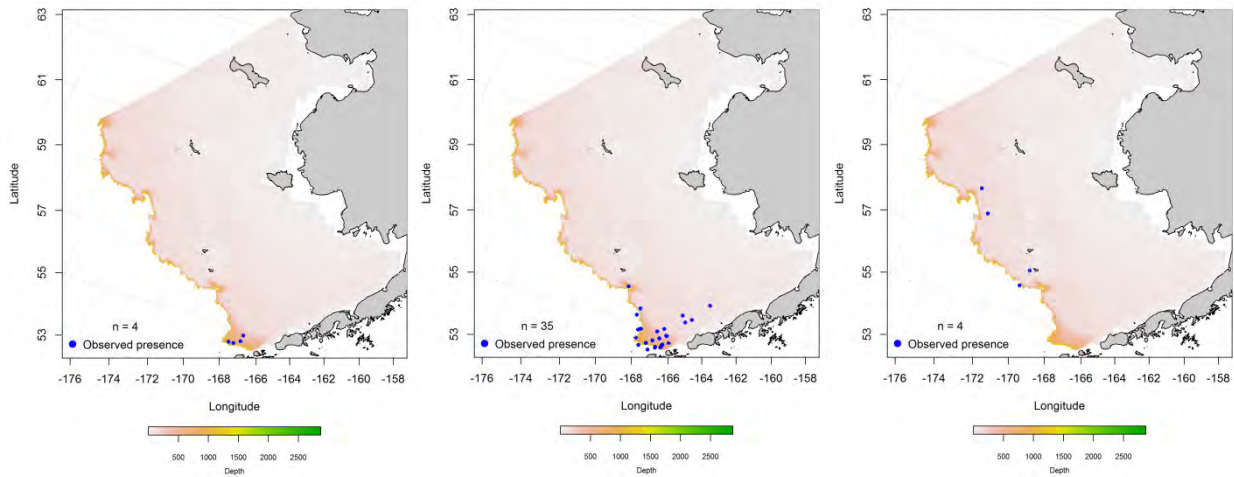 63
61
59
57
55
53
Latitude
n = 4
Observed presence
-176 -174 -172 -170 -168 -166 -164 -162 -160 -158
Longitude
500 1000 1500 2000 2500
Depth
63
61
59
57
55
53
Latitude
n = 35
Observed presence
-176 -174 -172 -170 -168 -166 -164 -162 -160 -158
Longitude
500 1000 1500 2000 2500
Depth
63
61
59
57
55
53
Latitude
n = 4
Observed presence
-176 -174 -172 -170 -168 -166 -164 -162 -160 -158
Longitude
500 1000 1500 2000 2500
Depth